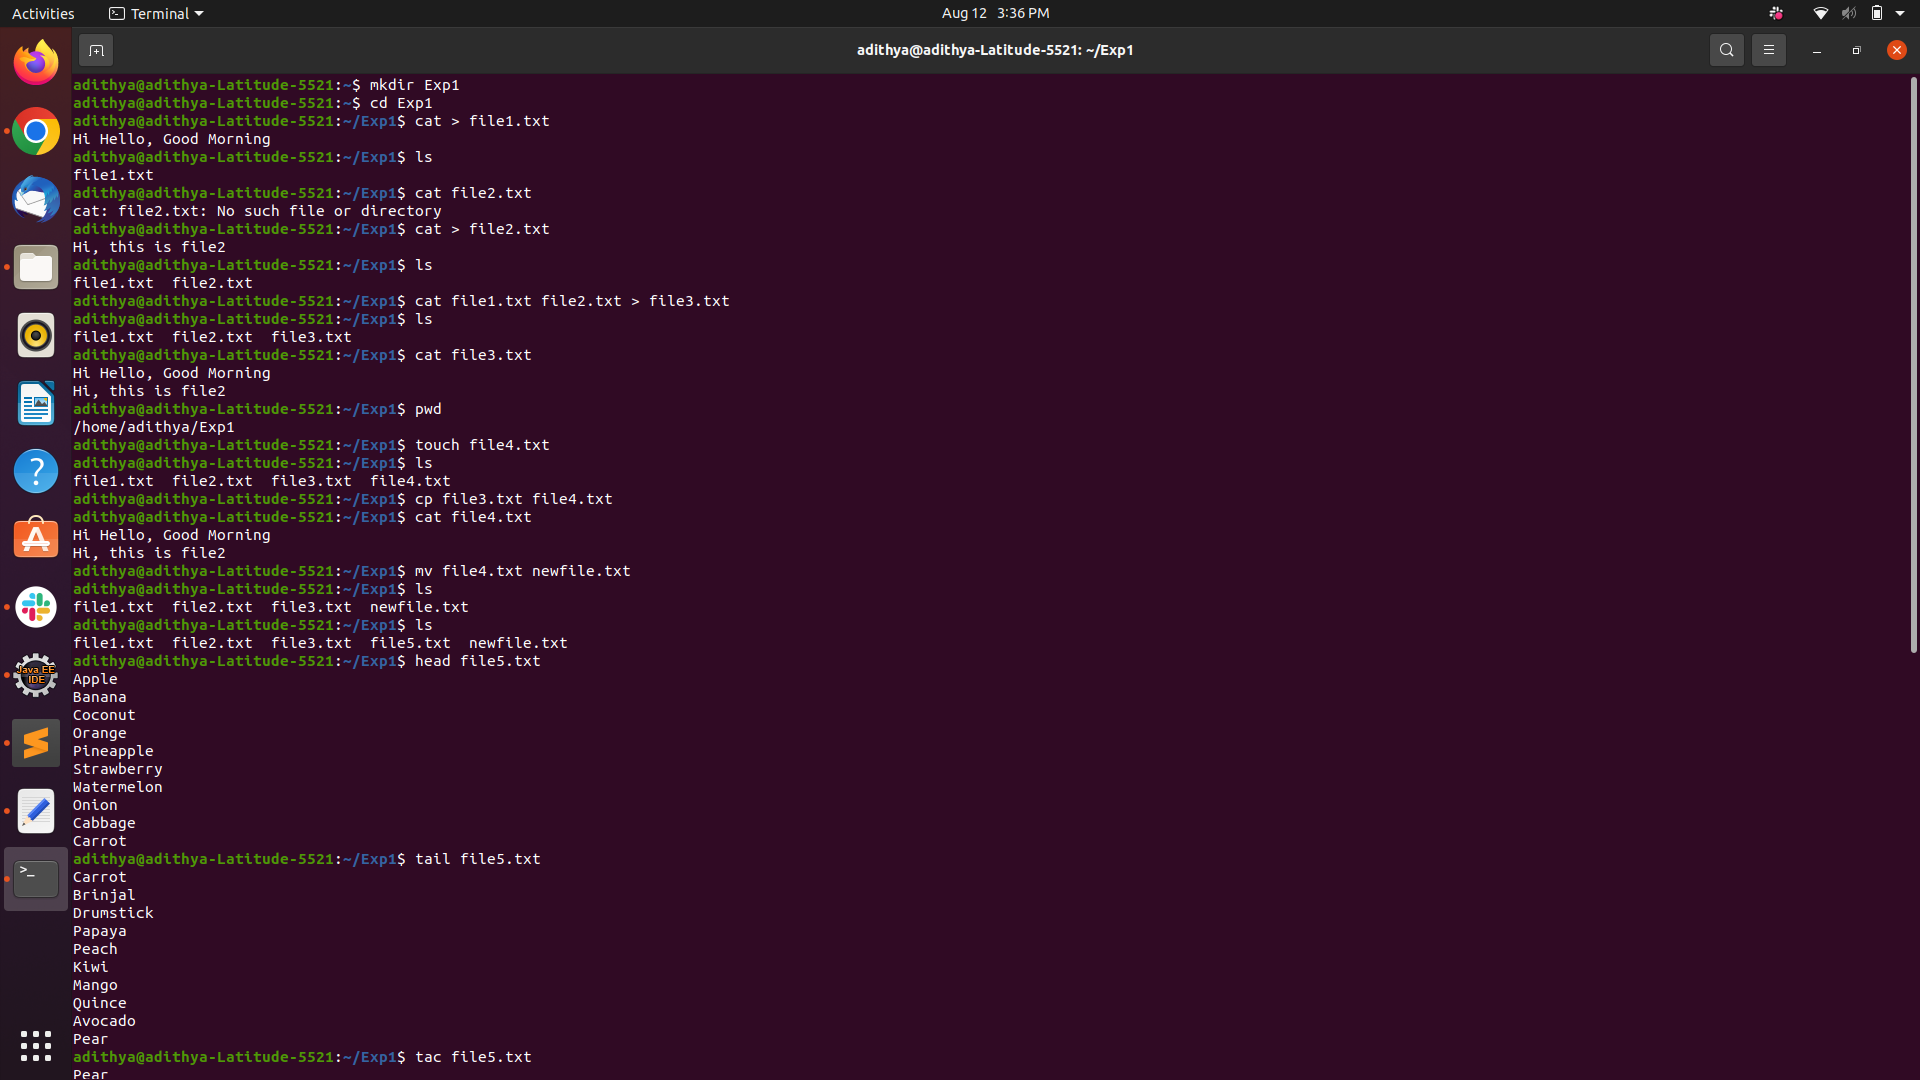 Activities
Terminal
Aug 12 3:36 PM
adithya@adithya-Latitude-5521: ~/Exp1
adithya@adithya-Latitude-5521:~$ mkdir Exp1
adithya@adithya-Latitude-5521:~$ cd Exp1
adithya@adithya-Latitude-5521:~/Exp1$ cat > file1.txt
Hi Hello, Good Morning
adithya@adithya-Latitude-5521:~/Exp1$ ls
file1.txt
adithya@adithya-Latitude-5521:~/Exp1$ cat file2.txt
cat: file2.txt: No such file or directory
adithya@adithya-Latitude-5521:~/Exp1$ cat > file2.txt
Hi, this is file2
adithya@adithya-Latitude-5521:~/Exp1$ ls
file1.txt  file2.txt
adithya@adithya-Latitude-5521:~/Exp1$ cat file1.txt file2.txt > file3.txt
adithya@adithya-Latitude-5521:~/Exp1$ ls
file1.txt  file2.txt  file3.txt
adithya@adithya-Latitude-5521:~/Exp1$ cat file3.txt
Hi Hello, Good Morning
Hi, this is file2
adithya@adithya-Latitude-5521:~/Exp1$ pwd
/home/adithya/Exp1
adithya@adithya-Latitude-5521:~/Exp1$ touch file4.txt
adithya@adithya-Latitude-5521:~/Exp1$ ls
file1.txt  file2.txt  file3.txt  file4.txt
adithya@adithya-Latitude-5521:~/Exp1$ cp file3.txt file4.txt
adithya@adithya-Latitude-5521:~/Exp1$ cat file4.txt
Hi Hello, Good Morning
Hi, this is file2
adithya@adithya-Latitude-5521:~/Exp1$ mv file4.txt newfile.txt
adithya@adithya-Latitude-5521:~/Exp1$ ls
file1.txt  file2.txt  file3.txt  newfile.txt
adithya@adithya-Latitude-5521:~/Exp1$ ls
file1.txt  file2.txt  file3.txt  file5.txt  newfile.txt
adithya@adithya-Latitude-5521:~/Exp1$ head file5.txt
Apple
Banana
Coconut
Orange
Pineapple
Strawberry
Watermelon
Onion
Cabbage
Carrot
adithya@adithya-Latitude-5521:~/Exp1$ tail file5.txt
Carrot
Brinjal
Drumstick
Papaya
Peach
Kiwi
Mango
Quince
Avocado
Pear
adithya@adithya-Latitude-5521:~/Exp1$ tac file5.txt
Pear
Java EE
IDE